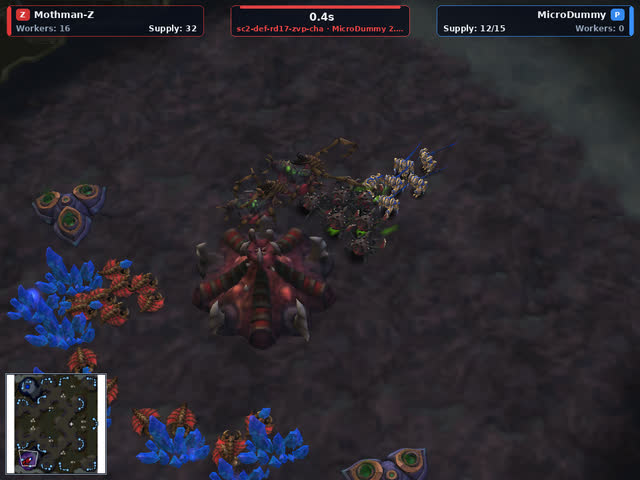 Z Mothman-Z
Workers: 16 Supply: 32
0.4s
sc2-def-rd17-zvp-cha · MicroDummy 2....
MicroDummy P
Supply: 12/15 Workers: 0